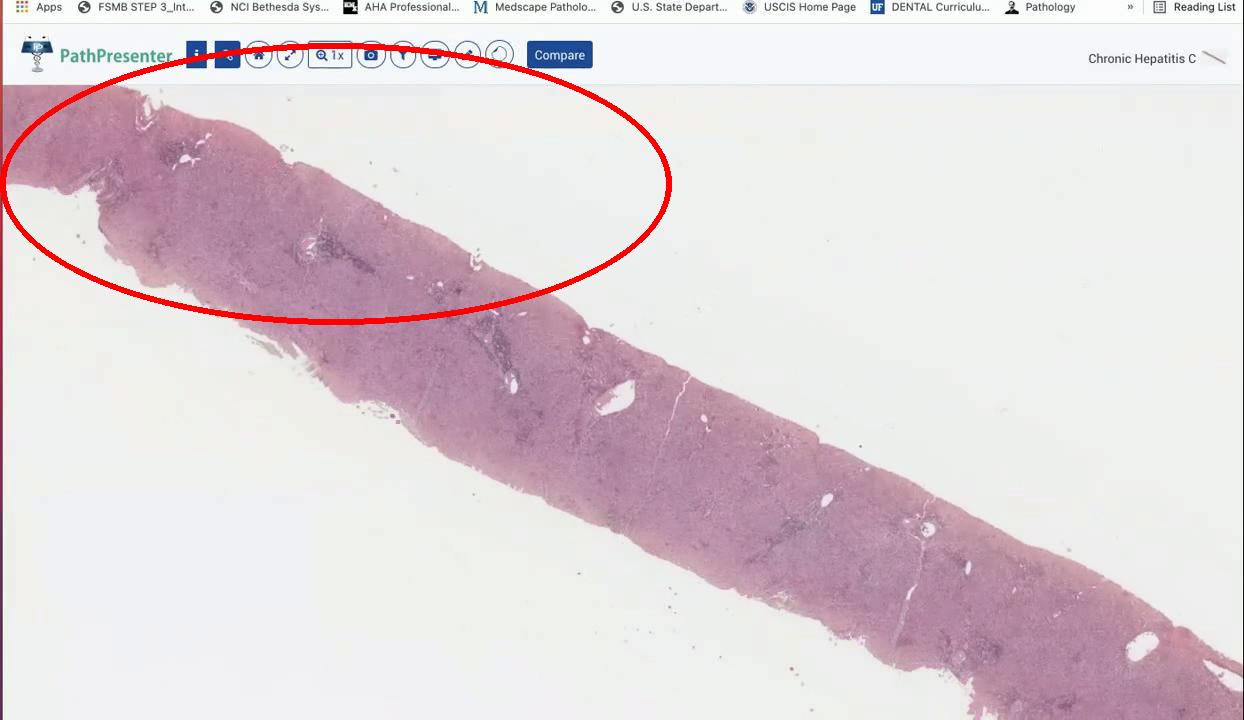 Apps FSMB STEP 3_Int... NCI Bethesda Sys... AHA Professional... Medscape Patholo... U.S. State Depart... USCIS Home Page UF DENTAL Curriculu... Pathology » Reading List
PathPresenter 1x Compare Chronic Hepatitis C